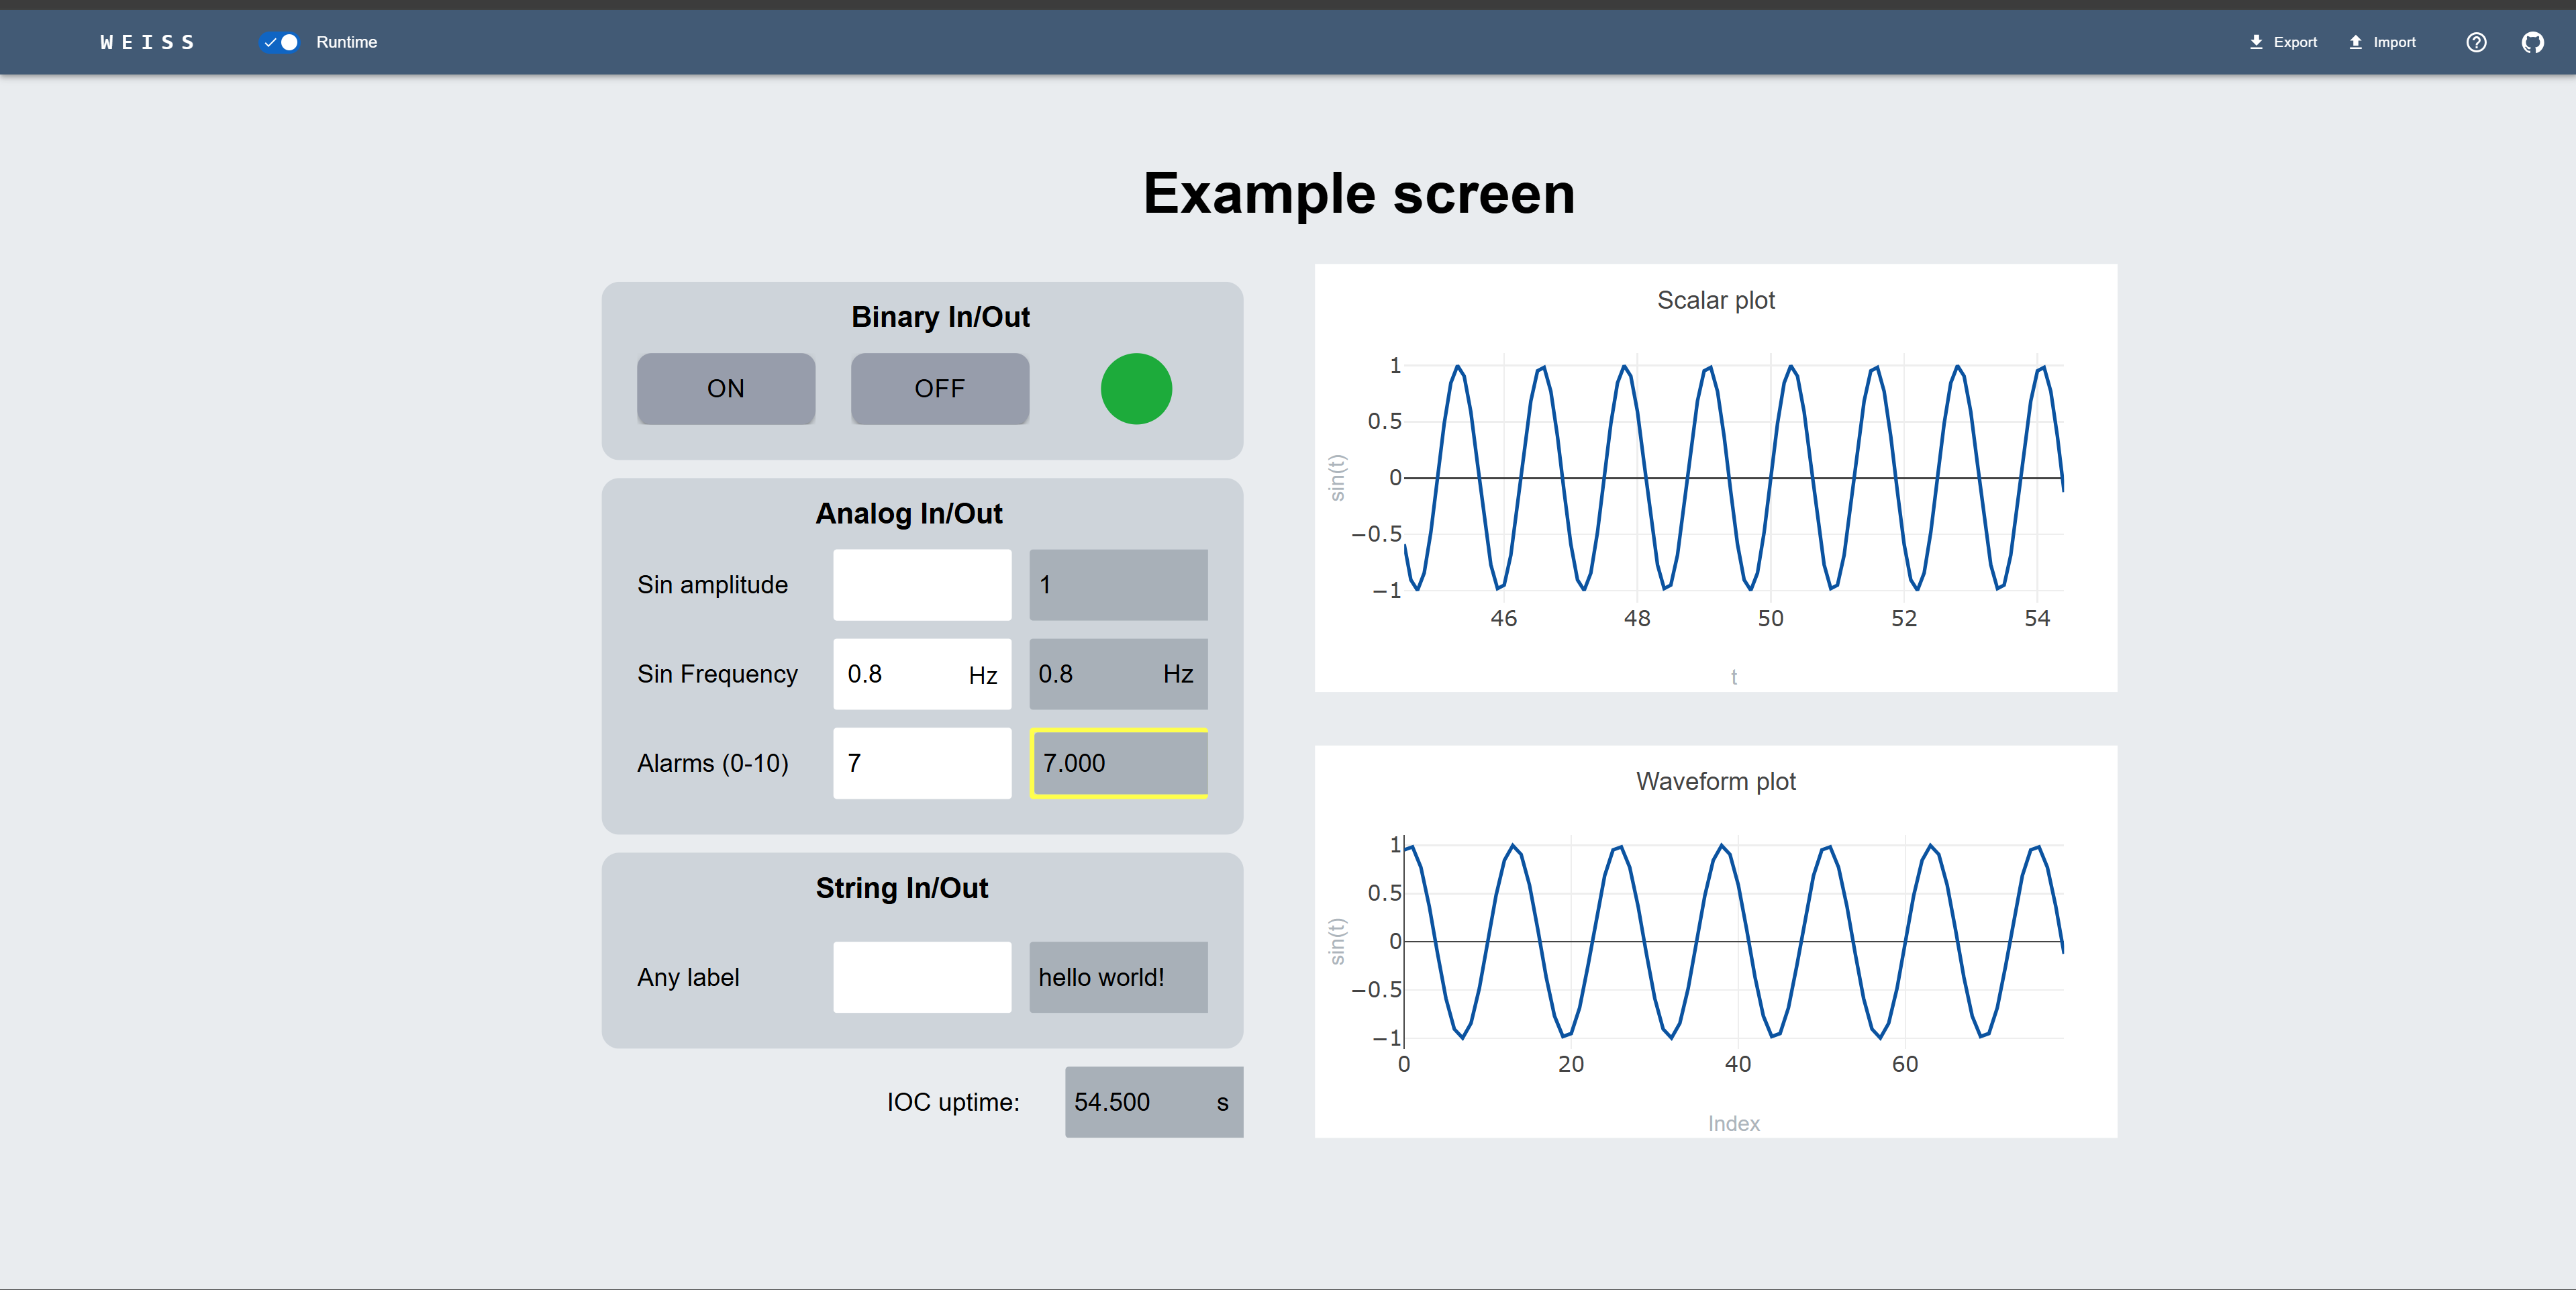 WEISS Runtime Export Import
Example screen
Binary In/Out
ON OFF
Analog In/Out
Sin amplitude 1
Sin Frequency 0.8 Hz 0.8 Hz
Alarms (0-10) 7 7.000
String In/Out
Any label hello world!
IOC uptime: 54.500 s
Scalar plot
1
0.5
0
−0.5
−1
sin(t)
46 48 50 52 54
t
Waveform plot
1
0.5
0
−0.5
−1
sin(t)
0 20 40 60
Index